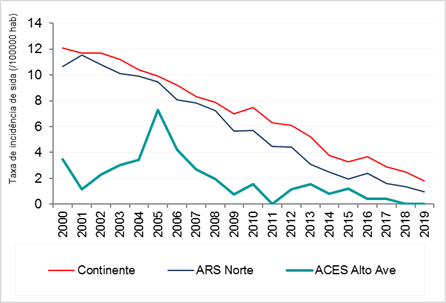 Taxa de incidência de sida (/100000 hab)
14
12
10
8
6
4
2
0
2000 2001 2002 2003 2004 2005 2006 2007 2008 2009 2010 2011 2012 2013 2014 2015 2016 2017 2018 2019
Continente ARS Norte ACES Alto Ave